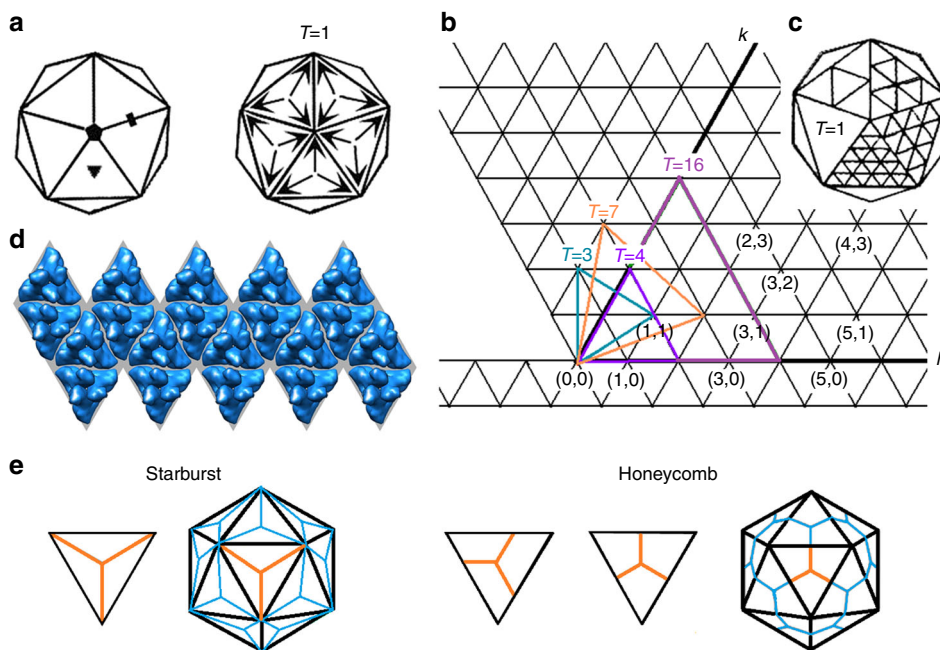 a
T=1
b
k
c
T=1
T=16
d
T=7
T=3
T=4
(2,3)
(4,3)
(3,2)
(1,1)
(3,1)
(5,1)
l
(0,0)
(1,0)
(3,0)
(5,0)
e
Starburst
Honeycomb